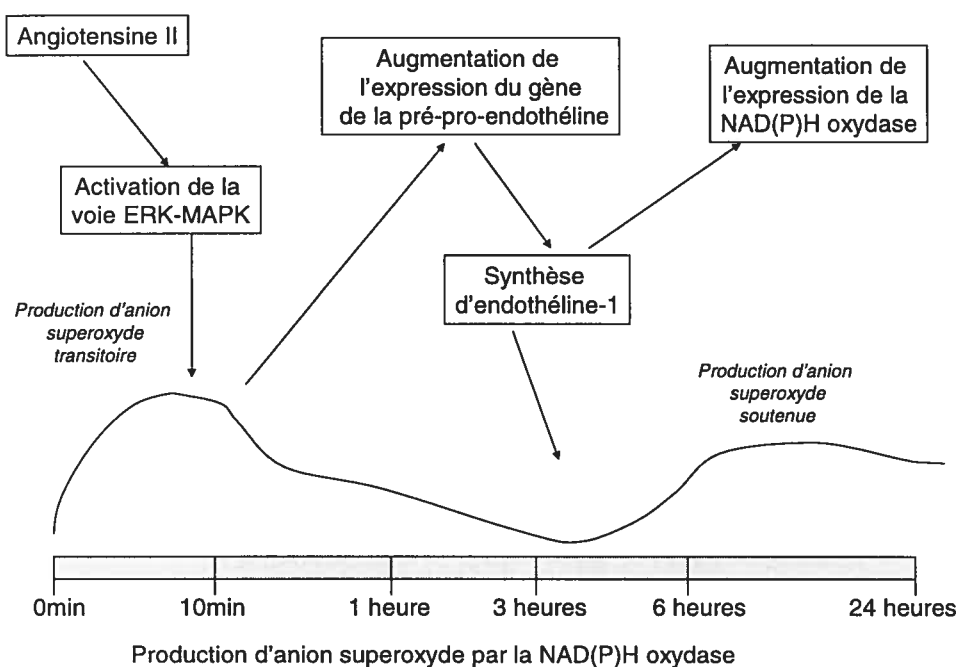 Angiotensine II
Activation de la
voie ERK-MAPK
Augmentation de
l'expression du gène
de la pré-pro-endothéline
Synthèse
d'endothéline-1
Augmentation de
l'expression de la
NAD(P)H oxydase
Production d'anion
superoxyde
transitoire
Production d'anion
superoxyde
soutenue
0min 10min 1 heure 3 heures 6 heures 24 heures
Production d'anion superoxyde par la NAD(P)H oxydase